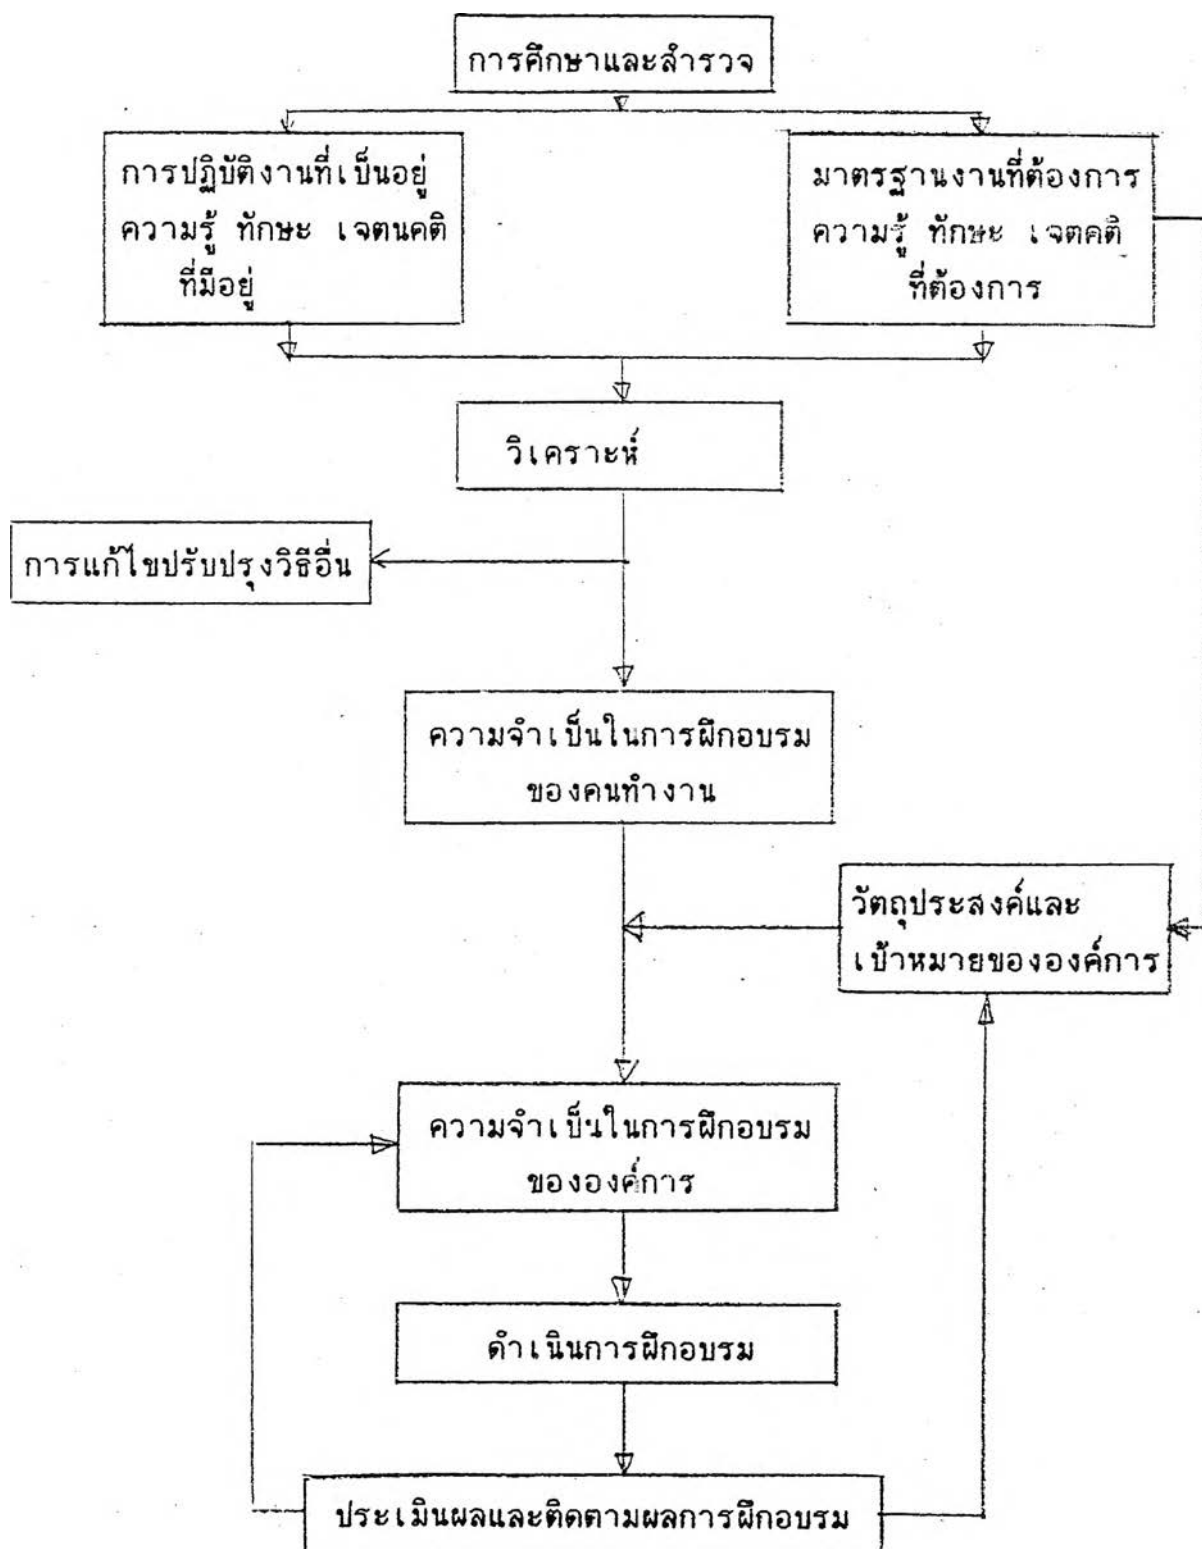 การศึกษาและสำรวจ
การปฏิบัติงานที่เป็นอยู่
ความรู้ ทักษะ เจตนคติ
ที่มีอยู่
มาตรฐานงานที่ต้องการ
ความรู้ ทักษะ เจตคติ
ที่ต้องการ
วิเคราะห์
การแก้ไขปรับปรุงวิธีอื่น
ความจำเป็นในการฝึกอบรม
ของคนทำงาน
วัตถุประสงค์และ
เป้าหมายขององค์การ
ความจำเป็นในการฝึกอบรม
ขององค์การ
ดำเนินการฝึกอบรม
ประเมินผลและติดตามผลการฝึกอบรม